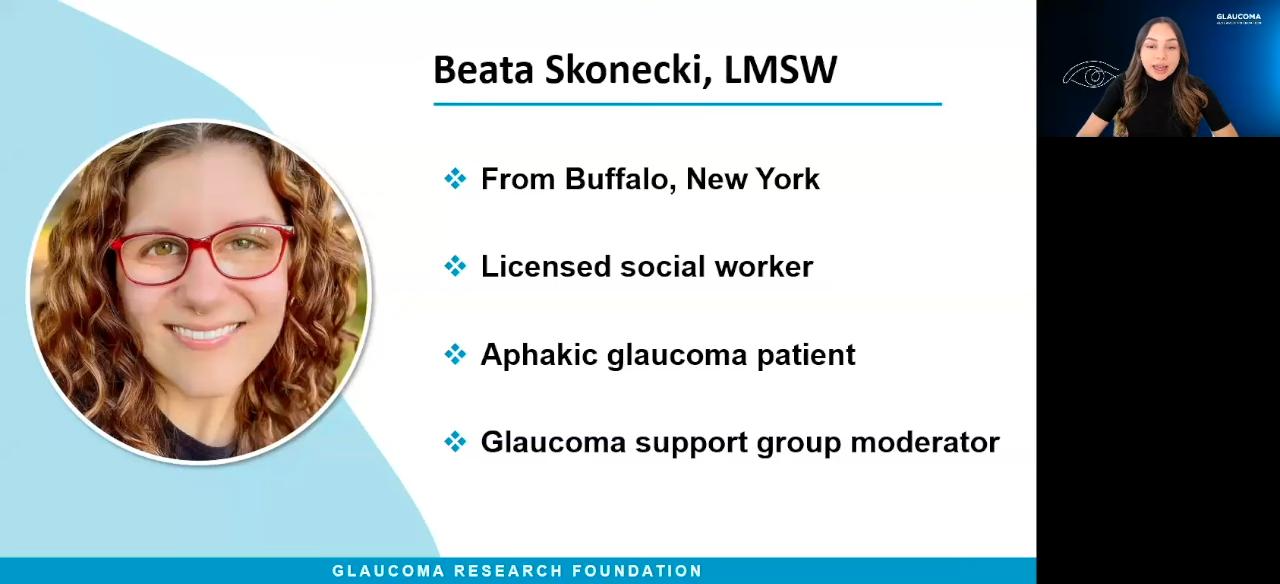 Beata Skonecki, LMSW
From Buffalo, New York
Licensed social worker
Aphakic glaucoma patient
Glaucoma support group moderator
GLAUCOMA RESEARCH FOUNDATION
GLAUCOMA